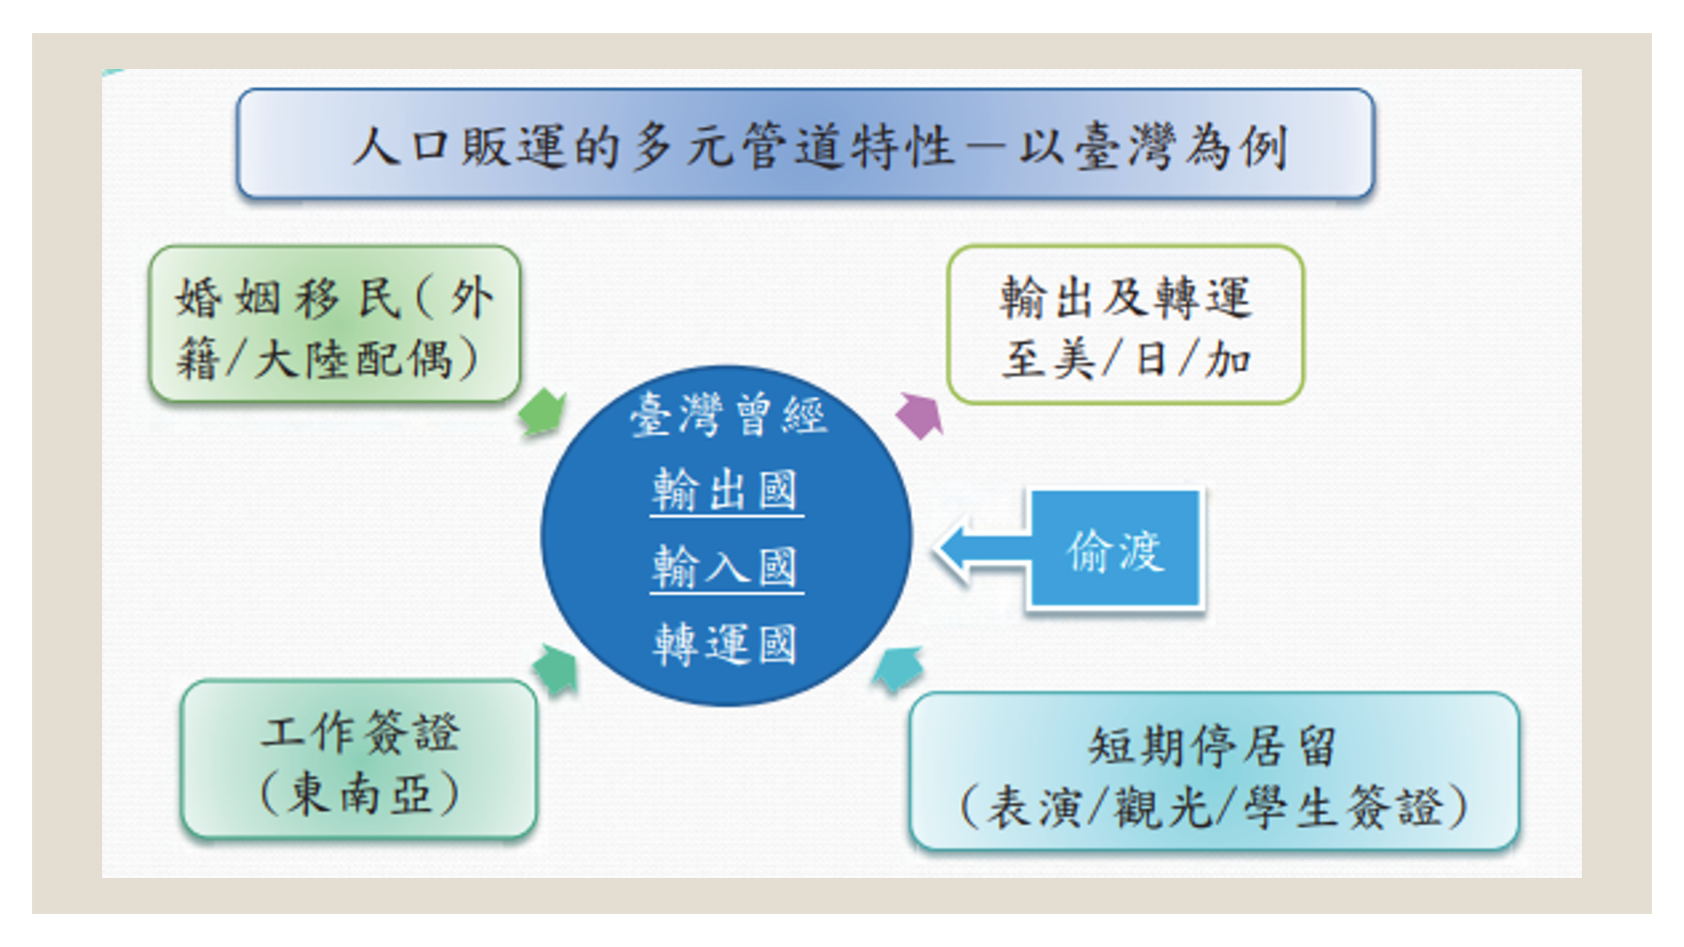 人口販運的多元管道特性－以臺灣為例
婚姻移民(外
籍/大陸配偶)
輸出及轉運
至美/日/加
臺灣曾經
輸出國
輸入國
轉運國
偷渡
工作簽證
(東南亞)
短期停居留
(表演/觀光/學生簽證)